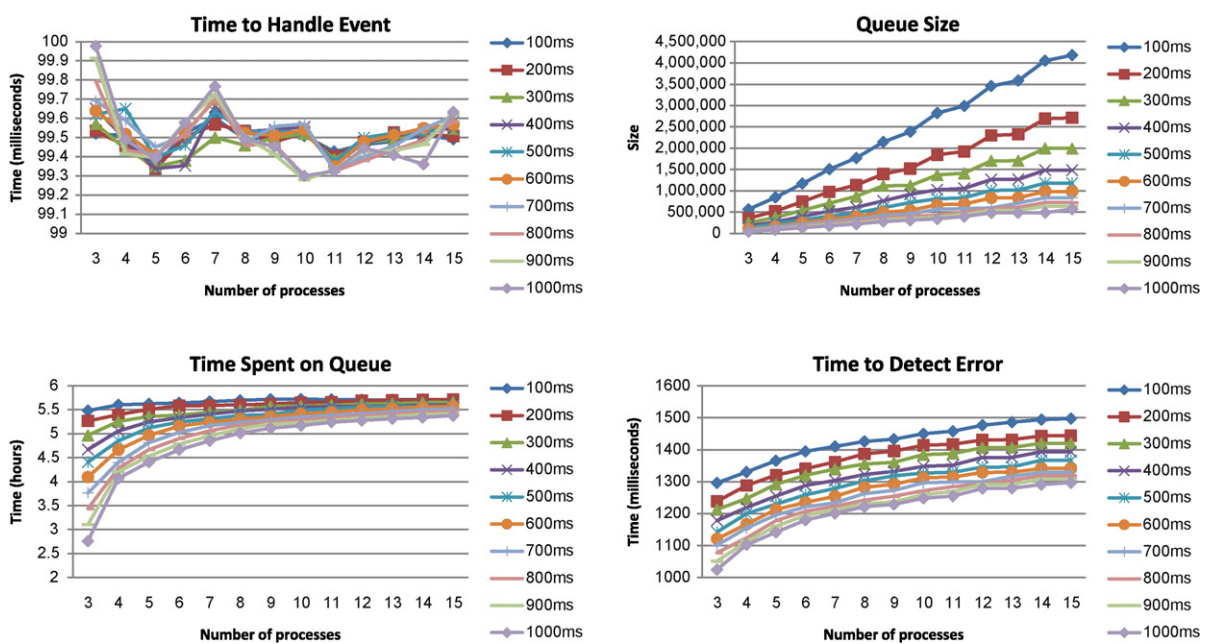 Time to Handle Event
Time (milliseconds)
100
99.9
99.8
99.7
99.6
99.5
99.4
99.3
99.2
99.1
99
3 4 5 6 7 8 9 10 11 12 13 14 15
Number of processes
100ms
200ms
300ms
400ms
500ms
600ms
700ms
800ms
900ms
1000ms
Queue Size
Size
4,500,000
4,000,000
3,500,000
3,000,000
2,500,000
2,000,000
1,500,000
1,000,000
500,000
0
3 4 5 6 7 8 9 10 11 12 13 14 15
Number of processes
100ms
200ms
300ms
400ms
500ms
600ms
700ms
800ms
900ms
1000ms
Time Spent on Queue
Time (hours)
6
5.5
5
4.5
4
3.5
3
2.5
2
3 4 5 6 7 8 9 10 11 12 13 14 15
Number of processes
100ms
200ms
300ms
400ms
500ms
600ms
700ms
800ms
900ms
1000ms
Time to Detect Error
Time (milliseconds)
1600
1500
1400
1300
1200
1100
1000
3 4 5 6 7 8 9 10 11 12 13 14 15
Number of processes
100ms
200ms
300ms
400ms
500ms
600ms
700ms
800ms
900ms
1000ms